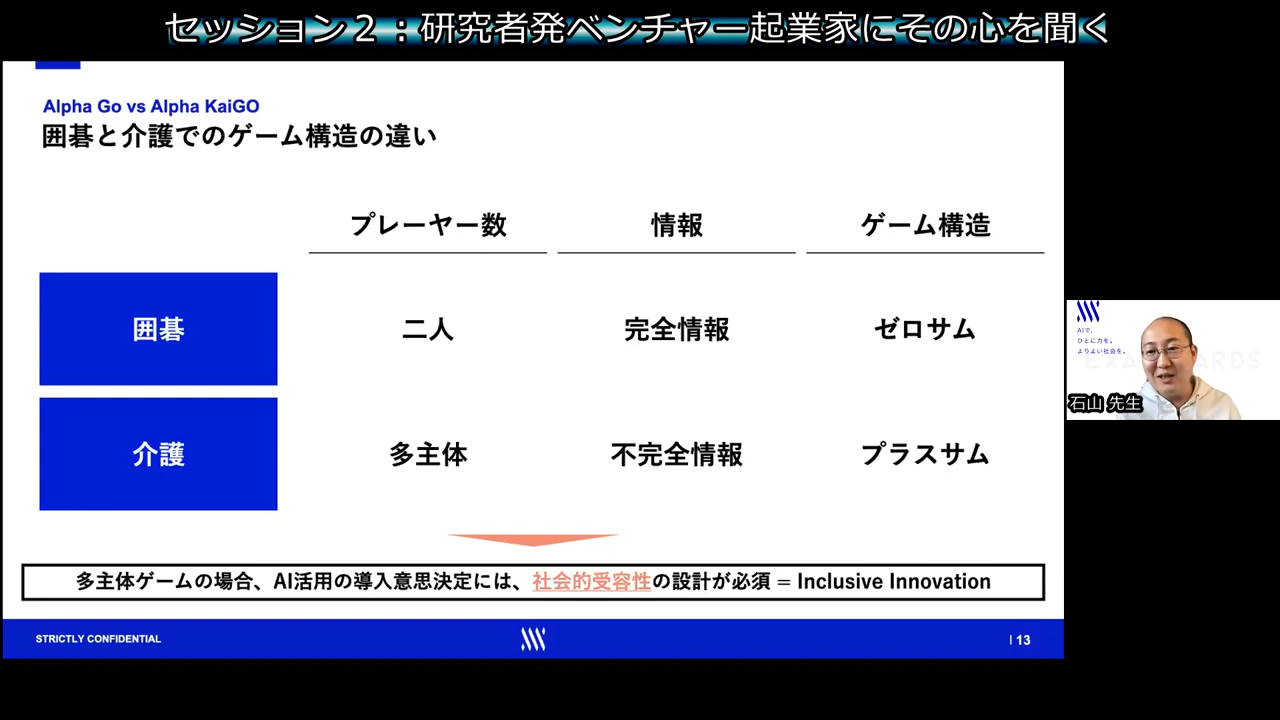 セッション２：研究者発ベンチャー起業家にその心を聞く
Alpha Go vs Alpha KaiGO
囲碁と介護でのゲーム構造の違い
プレーヤー数 情報 ゲーム構造
囲碁 二人 完全情報 ゼロサム
介護 多主体 不完全情報 プラスサム
多主体ゲームの場合、AI活用の導入意思決定には、社会的受容性の設計が必須 = Inclusive Innovation
STRICTLY CONFIDENTIAL
| 13
AIで、
ひとに力を。
よりよい社会を。
石山 先生